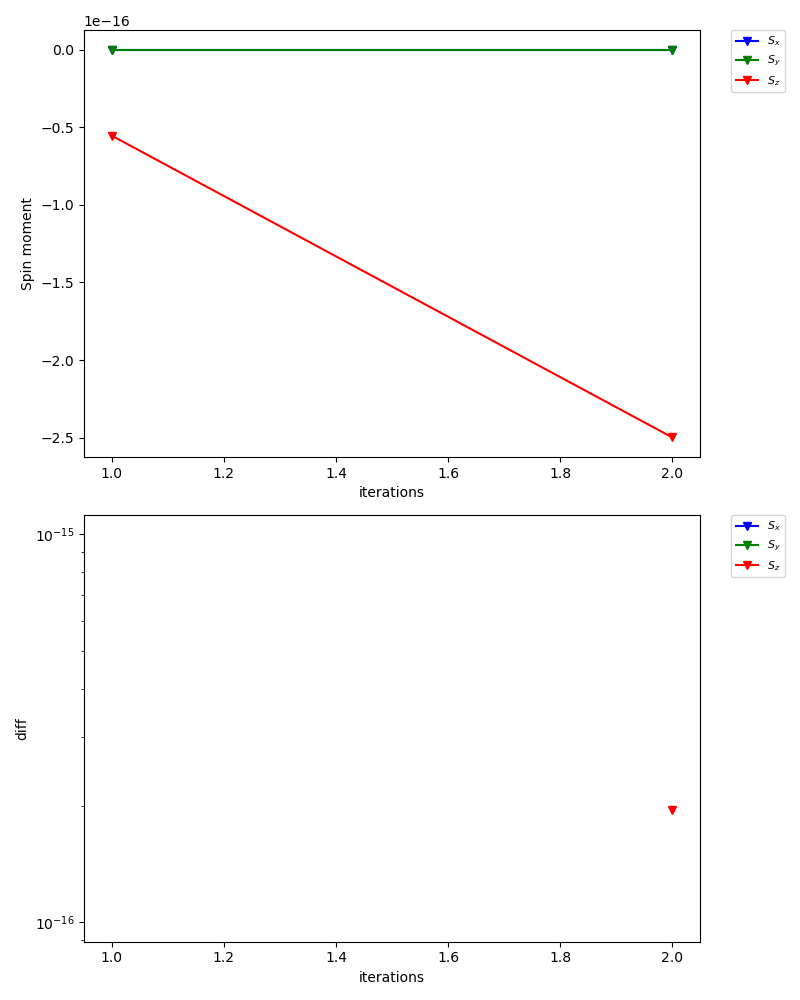 1e−16
0.0
−0.5
−1.0
−1.5
−2.0
−2.5
Spin moment
1.0 1.2 1.4 1.6 1.8 2.0
iterations
S_x
S_y
S_z
10^{−15}
10^{−16}
diff
1.0 1.2 1.4 1.6 1.8 2.0
iterations
S_x
S_y
S_z